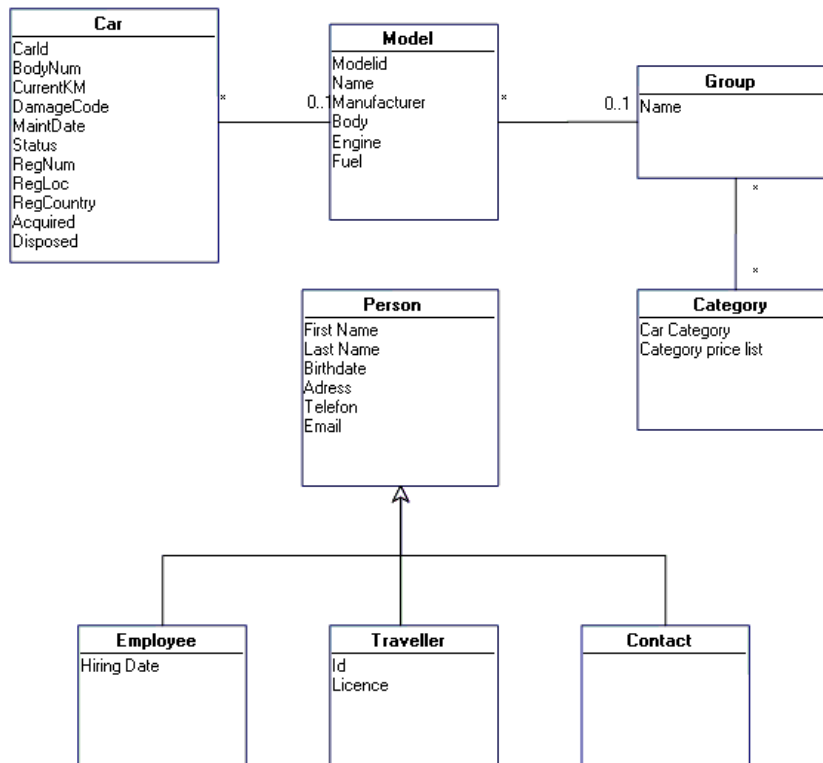 Car
CarId
BodyNum
CurrentKM
DamageCode
MaintDate
Status
RegNum
RegLoc
RegCountry
Acquired
Disposed
*
0..1
Model
Modelid
Name
Manufacturer
Body
Engine
Fuel
*
0..1
Group
Name
*
*
Category
Car Category
Category price list
Person
First Name
Last Name
Birthdate
Adress
Telefon
Email
Employee
Hiring Date
Traveller
Id
Licence
Contact